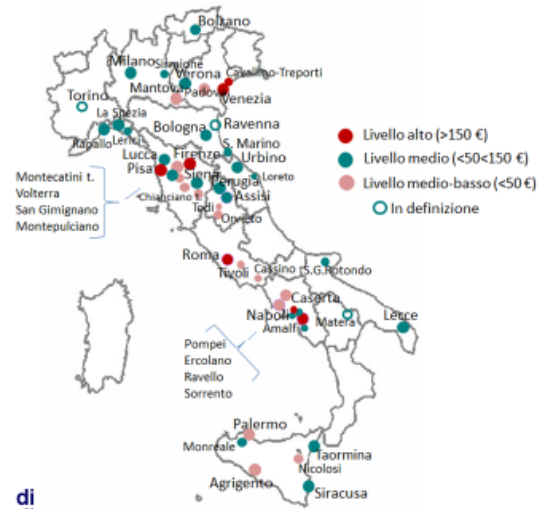 Bolzano
Milano
Sirmione
Verona
Cavallino-Treporti
Mantova
Padova
Venezia
Torino
La Spezia
Rapallo
Lerici
Bologna
Ravenna
S. Marino
Urbino
Loreto
Lucca
Firenze
Pisa
Siena
Perugia
Assisi
Chianciano t.
Todi
Orvieto
Montecatini t.
Volterra
San Gimignano
Montepulciano
Livello alto (>150 €)
Livello medio (<50<150 €)
Livello medio-basso (<50 €)
In definizione
Roma
Tivoli
Cassino
S.G.Rotondo
Caserta
Napoli
Amalfi
Matera
Lecce
Pompei
Ercolano
Ravello
Sorrento
Palermo
Monreale
Taormina
Nicolosi
Agrigento
Siracusa
di